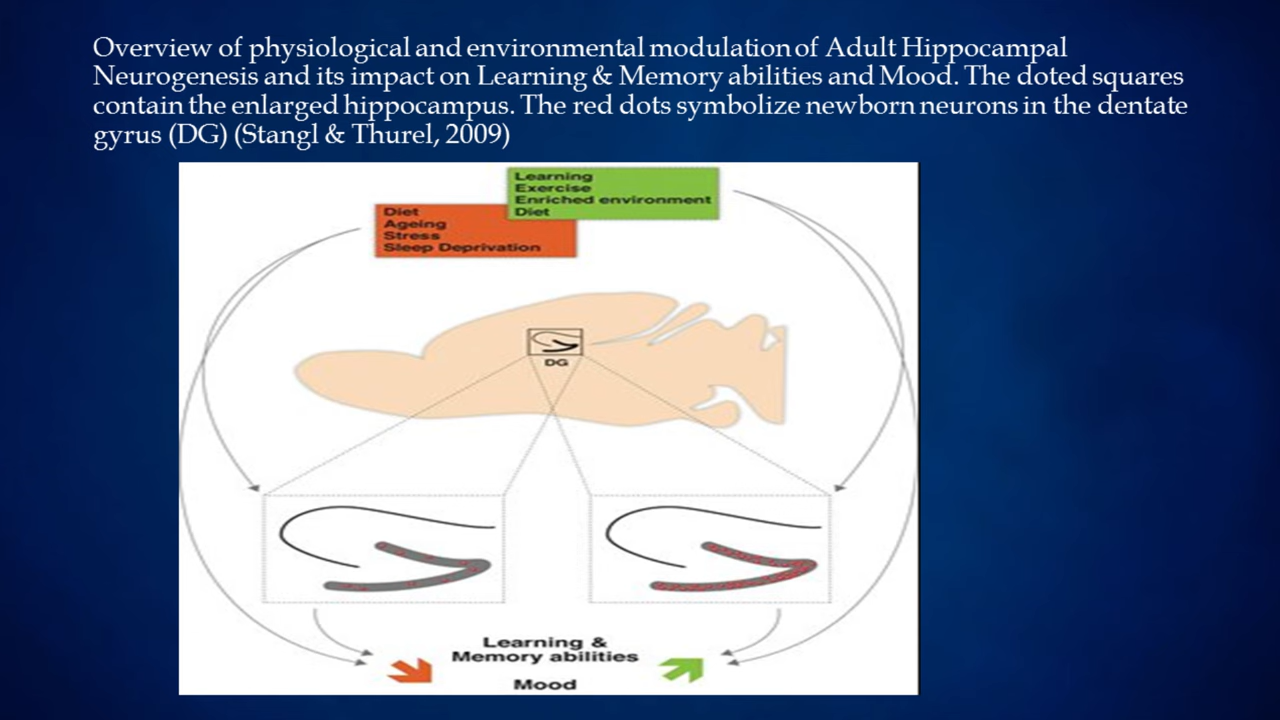 Overview of physiological and environmental modulation of Adult Hippocampal
Neurogenesis and its impact on Learning & Memory abilities and Mood. The doted squares
contain the enlarged hippocampus. The red dots symbolize newborn neurons in the dentate
gyrus (DG) (Stangl & Thurel, 2009)
Learning
Exercise
Enriched environment
Diet
Diet
Ageing
Stress
Sleep Deprivation
DG
Learning &
Memory abilities
Mood